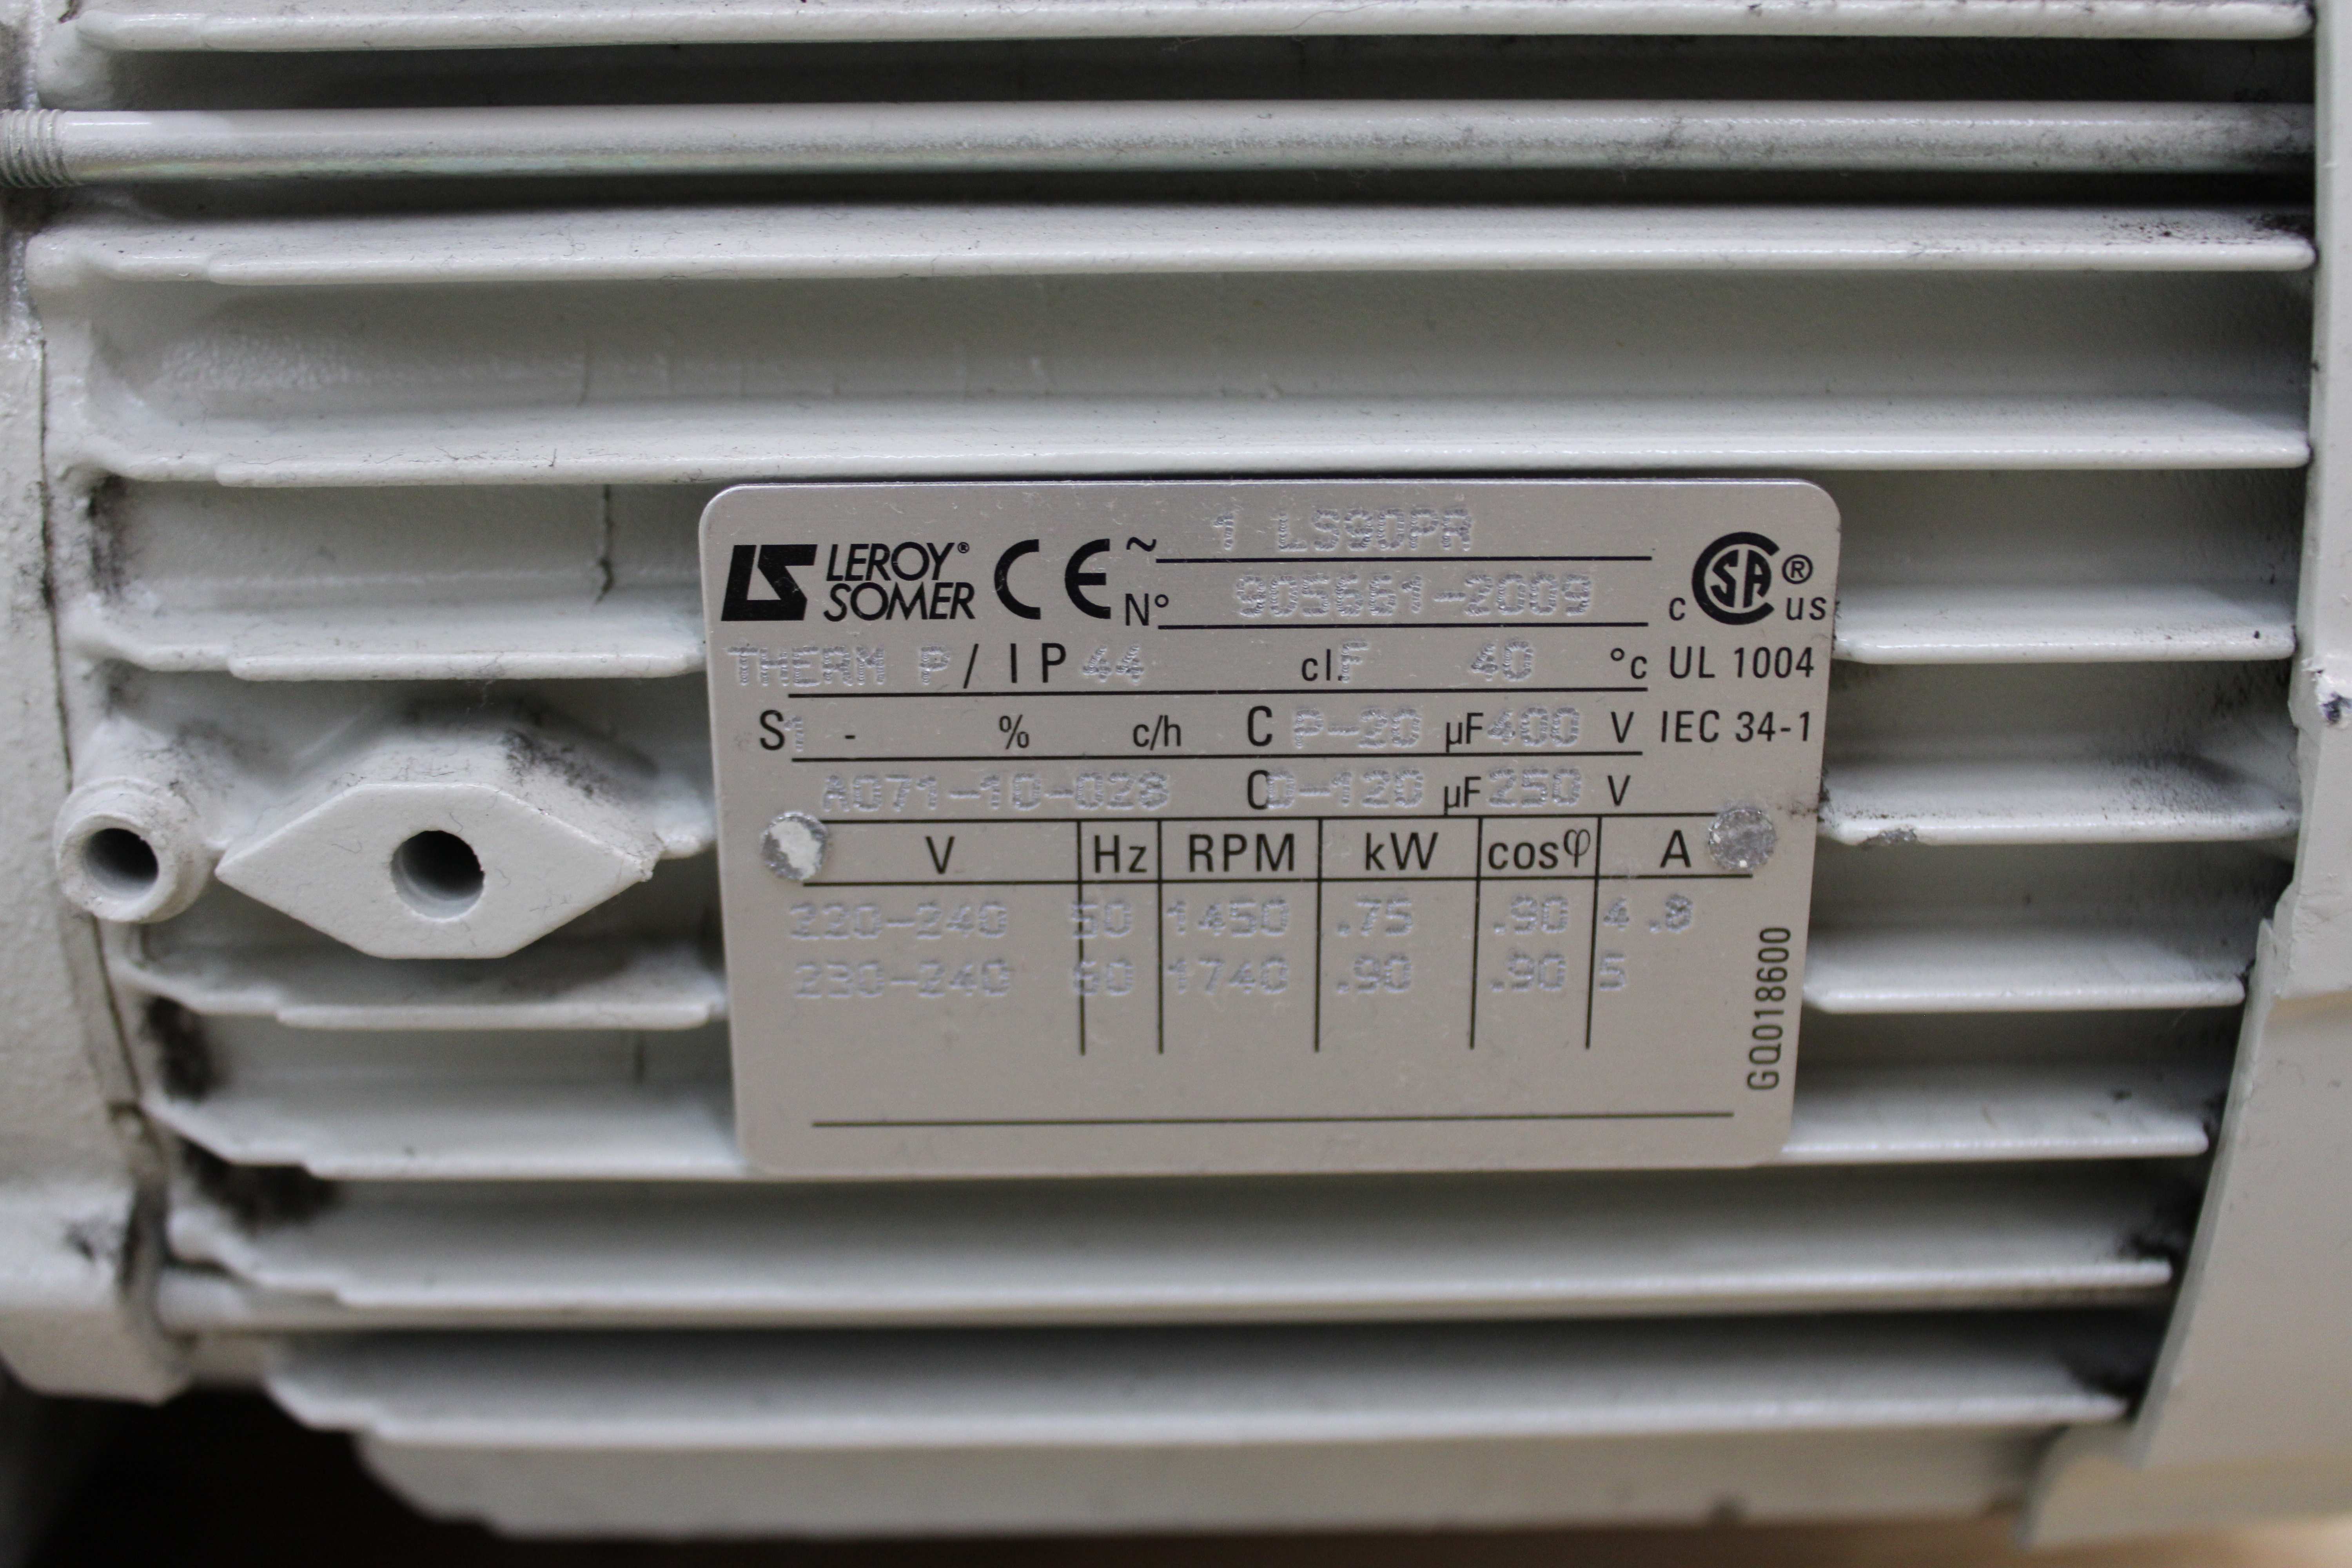 LEROY® SOMER CE ~ 1 LS90PR
N° 905661-2009 c SA® us
THERM P / IP 44 cl.F 40 °c UL 1004
S1 - % c/h C P-20 µF 400 V IEC 34-1
A071-10-028 C D-120 µF 250 V
V Hz RPM kW cosφ A
220-240 50 1450 .75 .90 4.8
230-240 60 1740 .90 .90 5
GQ018600